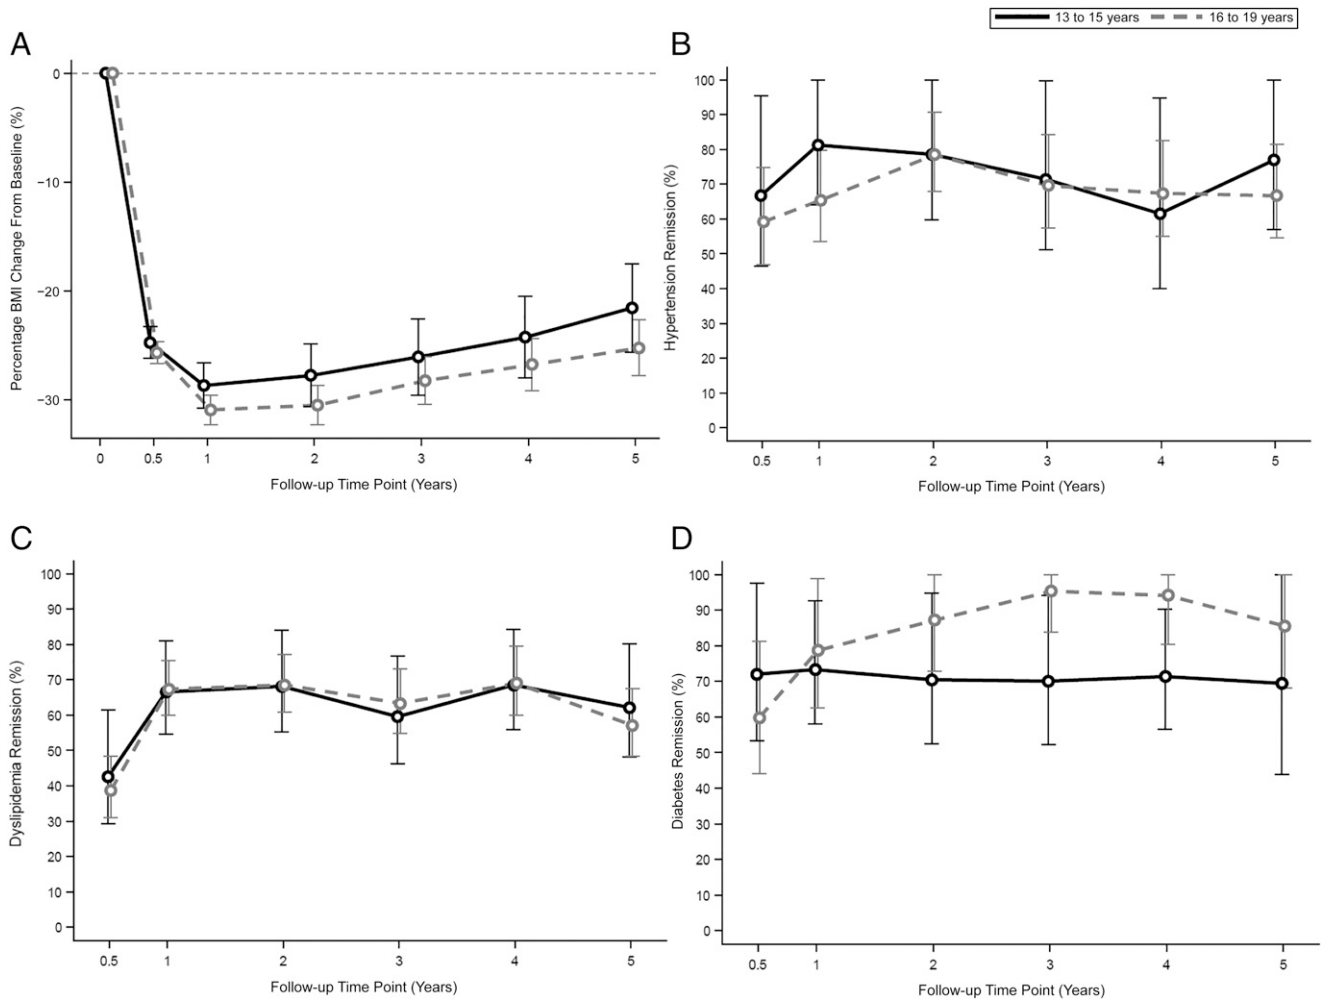 13 to 15 years 16 to 19 years
A
Percentage BMI Change From Baseline (%)
0
−10
−20
−30
0 0.5 1 2 3 4 5
Follow-up Time Point (Years)
B
Hypertension Remission (%)
100
90
80
70
60
50
40
30
20
10
0
0.5 1 2 3 4 5
Follow-up Time Point (Years)
C
Dyslipidemia Remission (%)
100
90
80
70
60
50
40
30
20
10
0
0.5 1 2 3 4 5
Follow-up Time Point (Years)
D
Diabetes Remission (%)
100
90
80
70
60
50
40
30
20
10
0
0.5 1 2 3 4 5
Follow-up Time Point (Years)